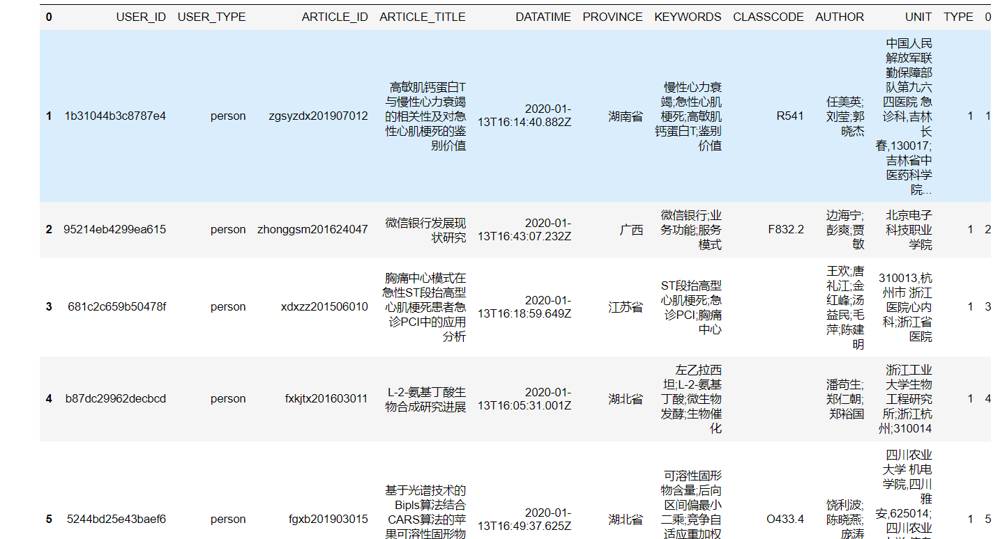 0 USER_ID USER_TYPE ARTICLE_ID ARTICLE_TITLE DATATIME PROVINCE KEYWORDS CLASSCODE AUTHOR UNIT TYPE 0
1
1b31044b3c8787e4
person
zgsyzdx201907012
高敏肌钙蛋白T
与慢性心力衰竭
的相关性及对急
性心肌梗死的鉴
别价值
2020-01-
13T16:14:40.882Z
湖南省
慢性心力衰
竭;急性心肌
梗死;高敏肌
钙蛋白T;鉴别
价值
R541
任美英;
刘莹;郭
晓杰
中国人民
解放军联
勤保障部
队第九六
四医院 急
诊科,吉林
长
春,130017;
吉林省中
医药科学
院...
1
1
2
95214eb4299ea615
person
zhonggsm201624047
微信银行发展现
状研究
2020-01-
13T16:43:07.232Z
广西
微信银行;业
务功能;服务
模式
F832.2
边海宁;
彭爽;贾
敏
北京电子
科技职业
学院
1
2
3
681c2c659b50478f
person
xdxzz201506010
胸痛中心模式在
急性ST段抬高型
心肌梗死患者急
诊PCI中的应用
分析
2020-01-
13T16:18:59.649Z
江苏省
ST段抬高型
心肌梗死;急
诊PCI;胸痛
中心
王欢;唐
礼江;金
红峰;汤
益民;毛
萍;陈建
明
310013,杭
州市 浙江
医院心内
科;浙江省
医院
1
3
4
b87dc29962decbcd
person
fxkjtx201603011
L-2-氨基丁酸生
物合成研究进展
2020-01-
13T16:05:31.001Z
湖北省
左乙拉西
坦;L-2-氨基
丁酸;微生物
发酵;生物催
化
潘苟生;
郑仁朝;
郑裕国
浙江工业
大学生物
工程研究
所;浙江杭
州;310014
1
4
5
5244bd25e43baef6
person
fgxb201903015
基于光谱技术的
Bipls算法结合
CARS算法的苹
果可溶性固形物
2020-01-
13T16:49:37.625Z
湖北省
可溶性固形
物含量;后向
区间偏最小
二乘;竞争自
适应重加权
O433.4
饶利波;
陈晓燕;
庞涛
四川农业
大学 机电
学院,四川
雅
安,625014;
四川农业
1
5